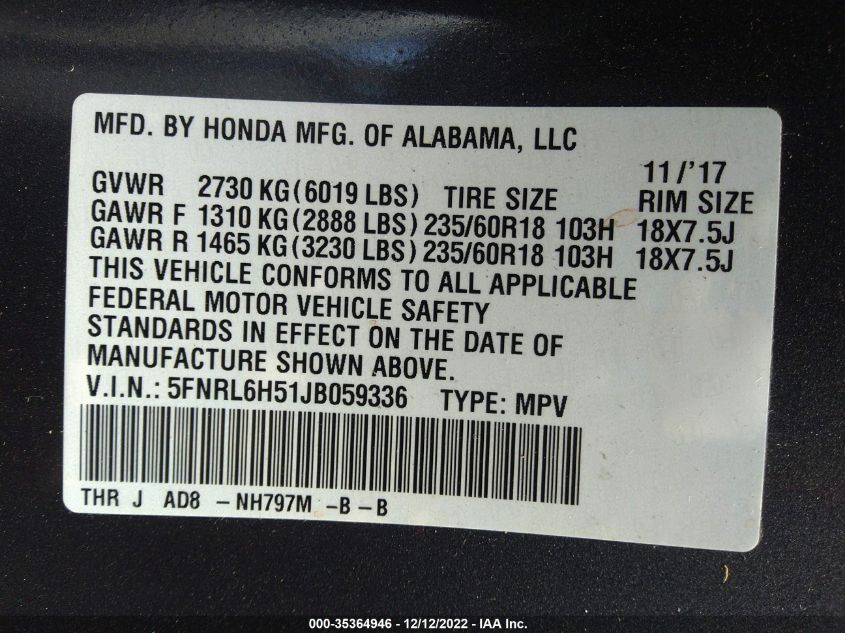 MFD. BY HONDA MFG. OF ALABAMA, LLC
11/'17
GVWR 2730 KG (6019 LBS) TIRE SIZE RIM SIZE
GAWR F 1310 KG (2888 LBS) 235/60R18 103H 18X7.5J
GAWR R 1465 KG (3230 LBS) 235/60R18 103H 18X7.5J
THIS VEHICLE CONFORMS TO ALL APPLICABLE
FEDERAL MOTOR VEHICLE SAFETY
STANDARDS IN EFFECT ON THE DATE OF
MANUFACTURE SHOWN ABOVE.
V.I.N.: 5FNRL6H51JB059336 TYPE: MPV
THR J AD8 -NH797M -B -B
000-35364946 - 12/12/2022 - IAA Inc.